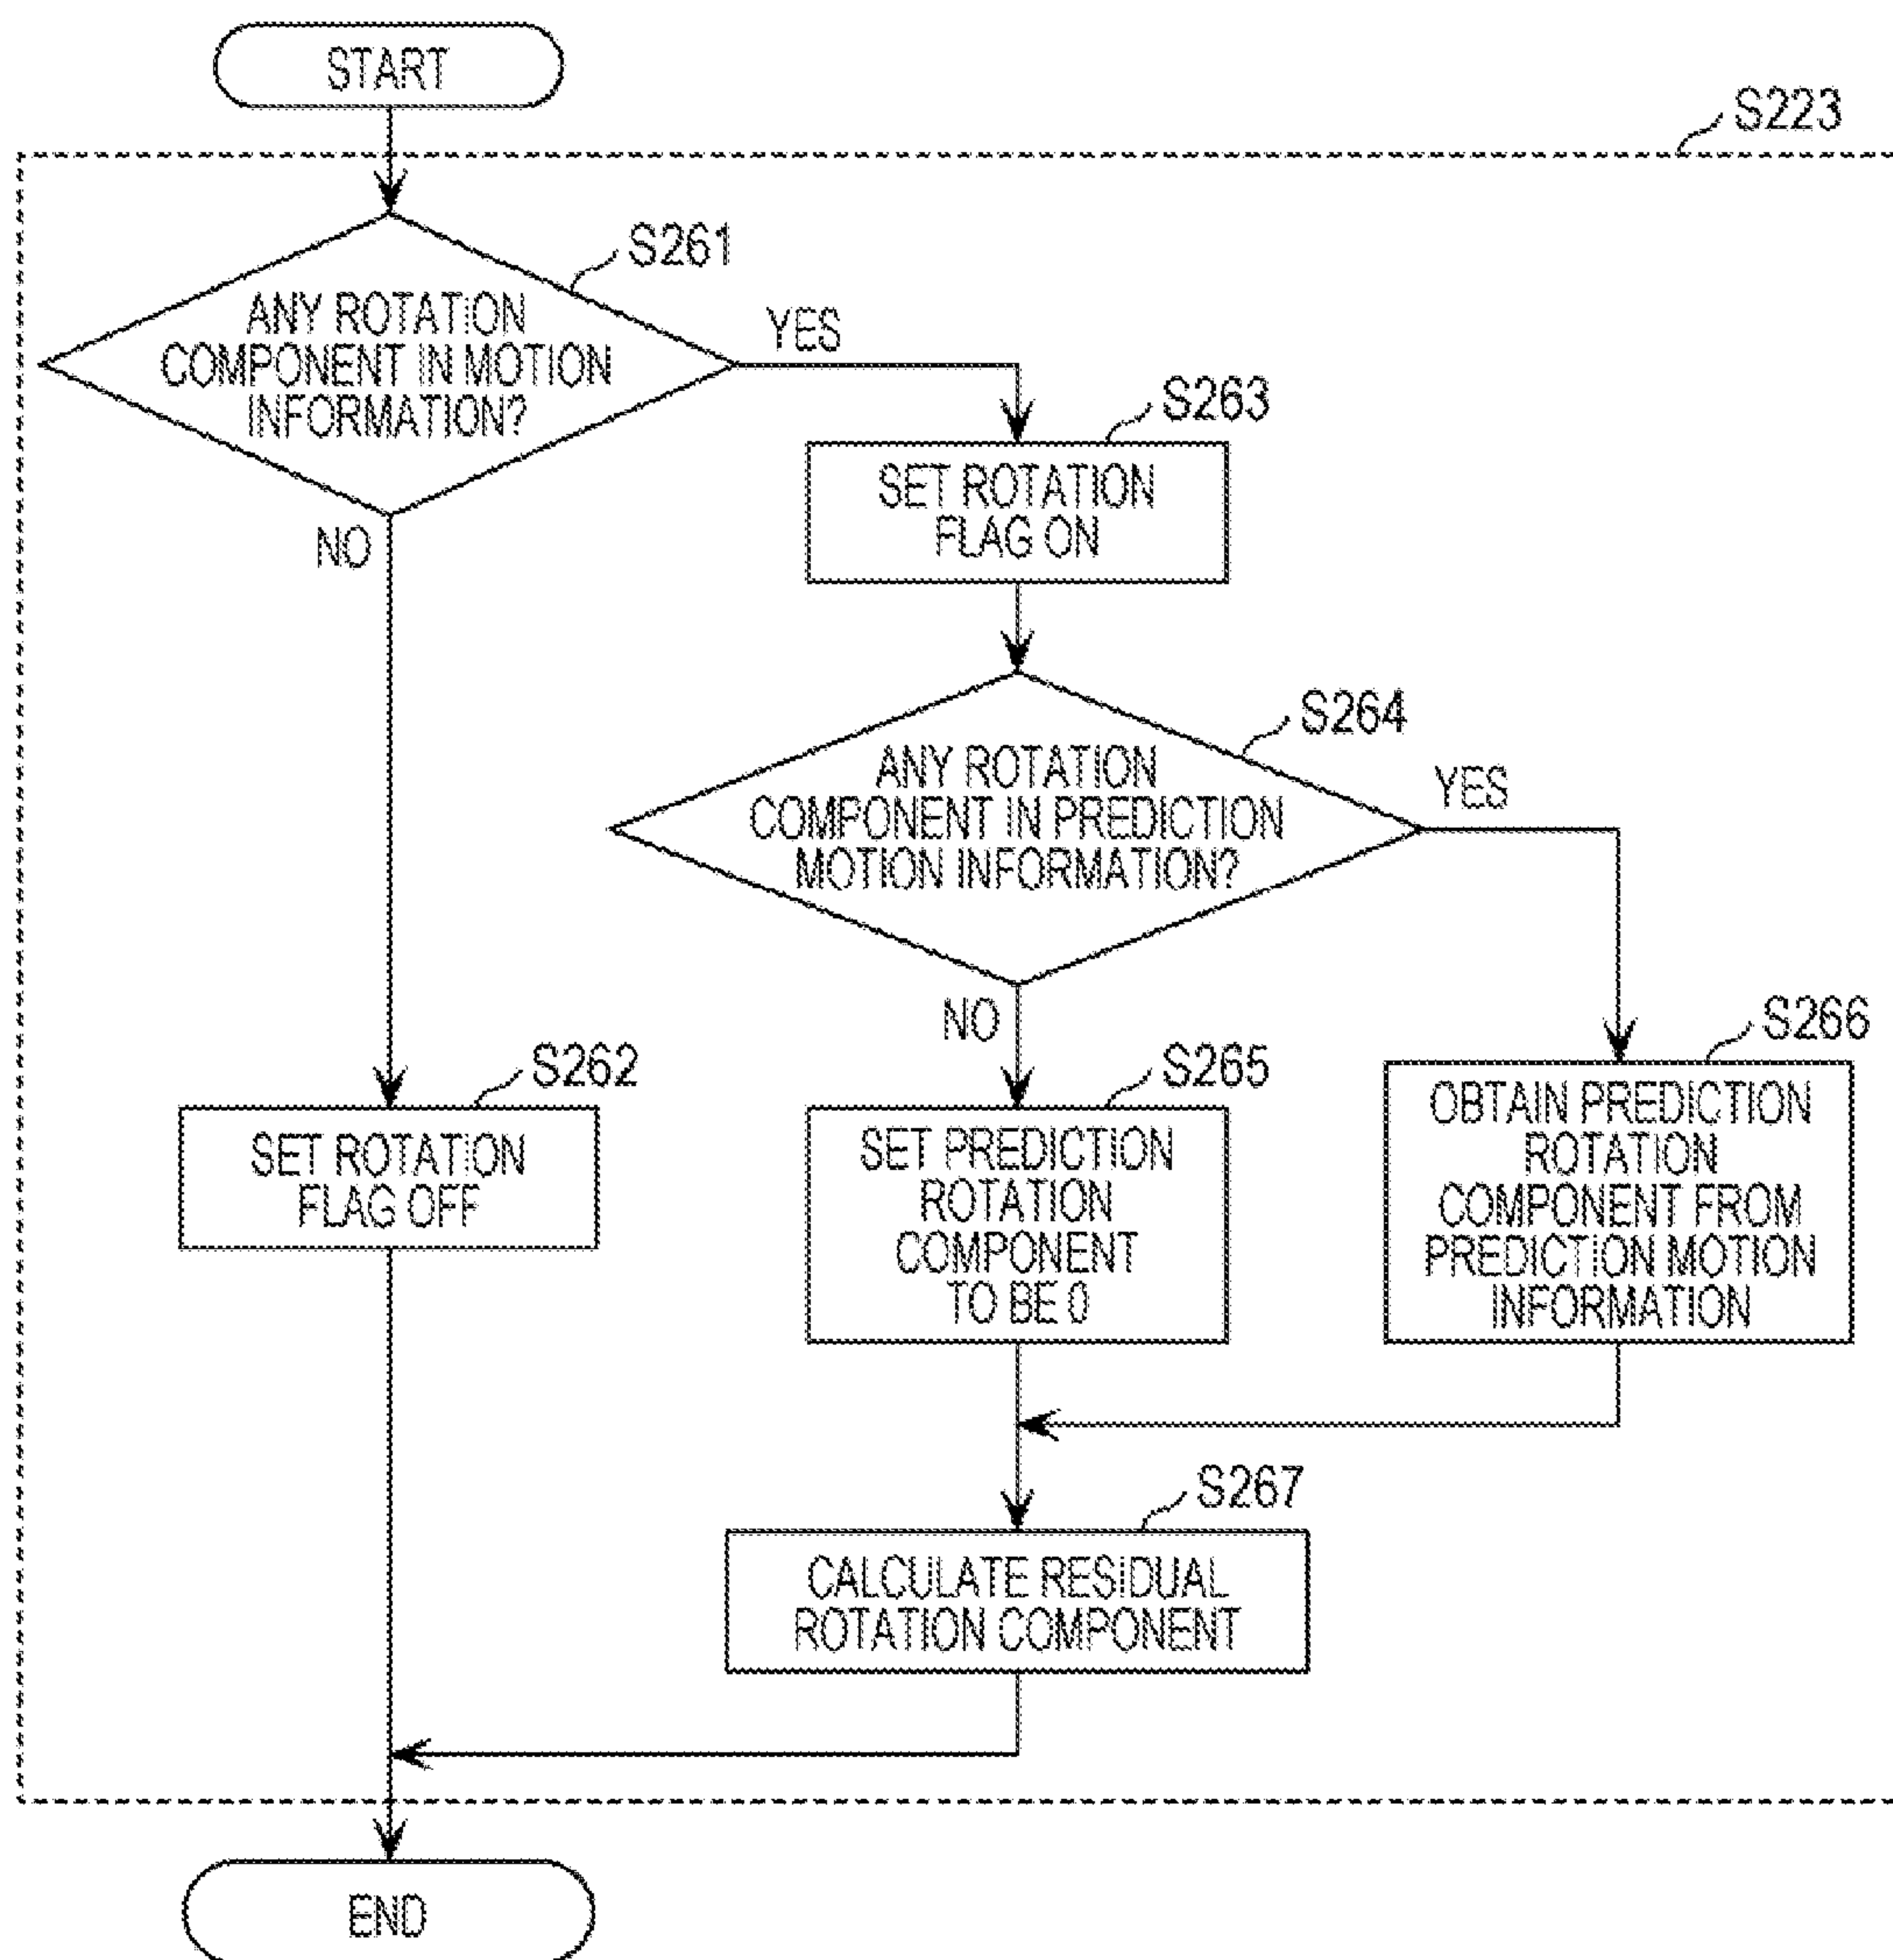 START
S223
S261
ANY ROTATION
COMPONENT IN MOTION
INFORMATION?
YES
NO
S263
SET ROTATION
FLAG ON
S264
ANY ROTATION
COMPONENT IN PREDICTION
MOTION INFORMATION?
YES
NO
S262
SET ROTATION
FLAG OFF
S265
SET PREDICTION
ROTATION
COMPONENT
TO BE 0
S266
OBTAIN PREDICTION
ROTATION
COMPONENT FROM
PREDICTION MOTION
INFORMATION
S267
CALCULATE RESIDUAL
ROTATION COMPONENT
END